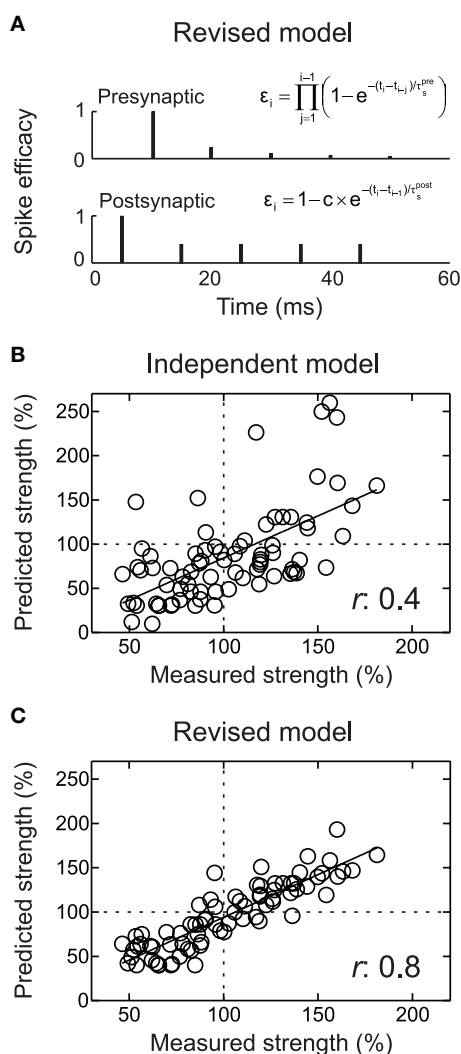 A
Revised model
Presynaptic
ε_i = ∏_{j=1}^{i−1} (1 − e^{−(t_i − t_{i−j})/τ_s^{pre}})
1
0
Postsynaptic
ε_i = 1 − c × e^{−(t_i − t_{i−1})/τ_s^{post}}
1
0
Spike efficacy
0 20 40 60
Time (ms)
B
Independent model
250
200
150
100
50
0
Predicted strength (%)
r: 0.4
50 100 150 200
Measured strength (%)
C
Revised model
250
200
150
100
50
0
Predicted strength (%)
r: 0.8
50 100 150 200
Measured strength (%)